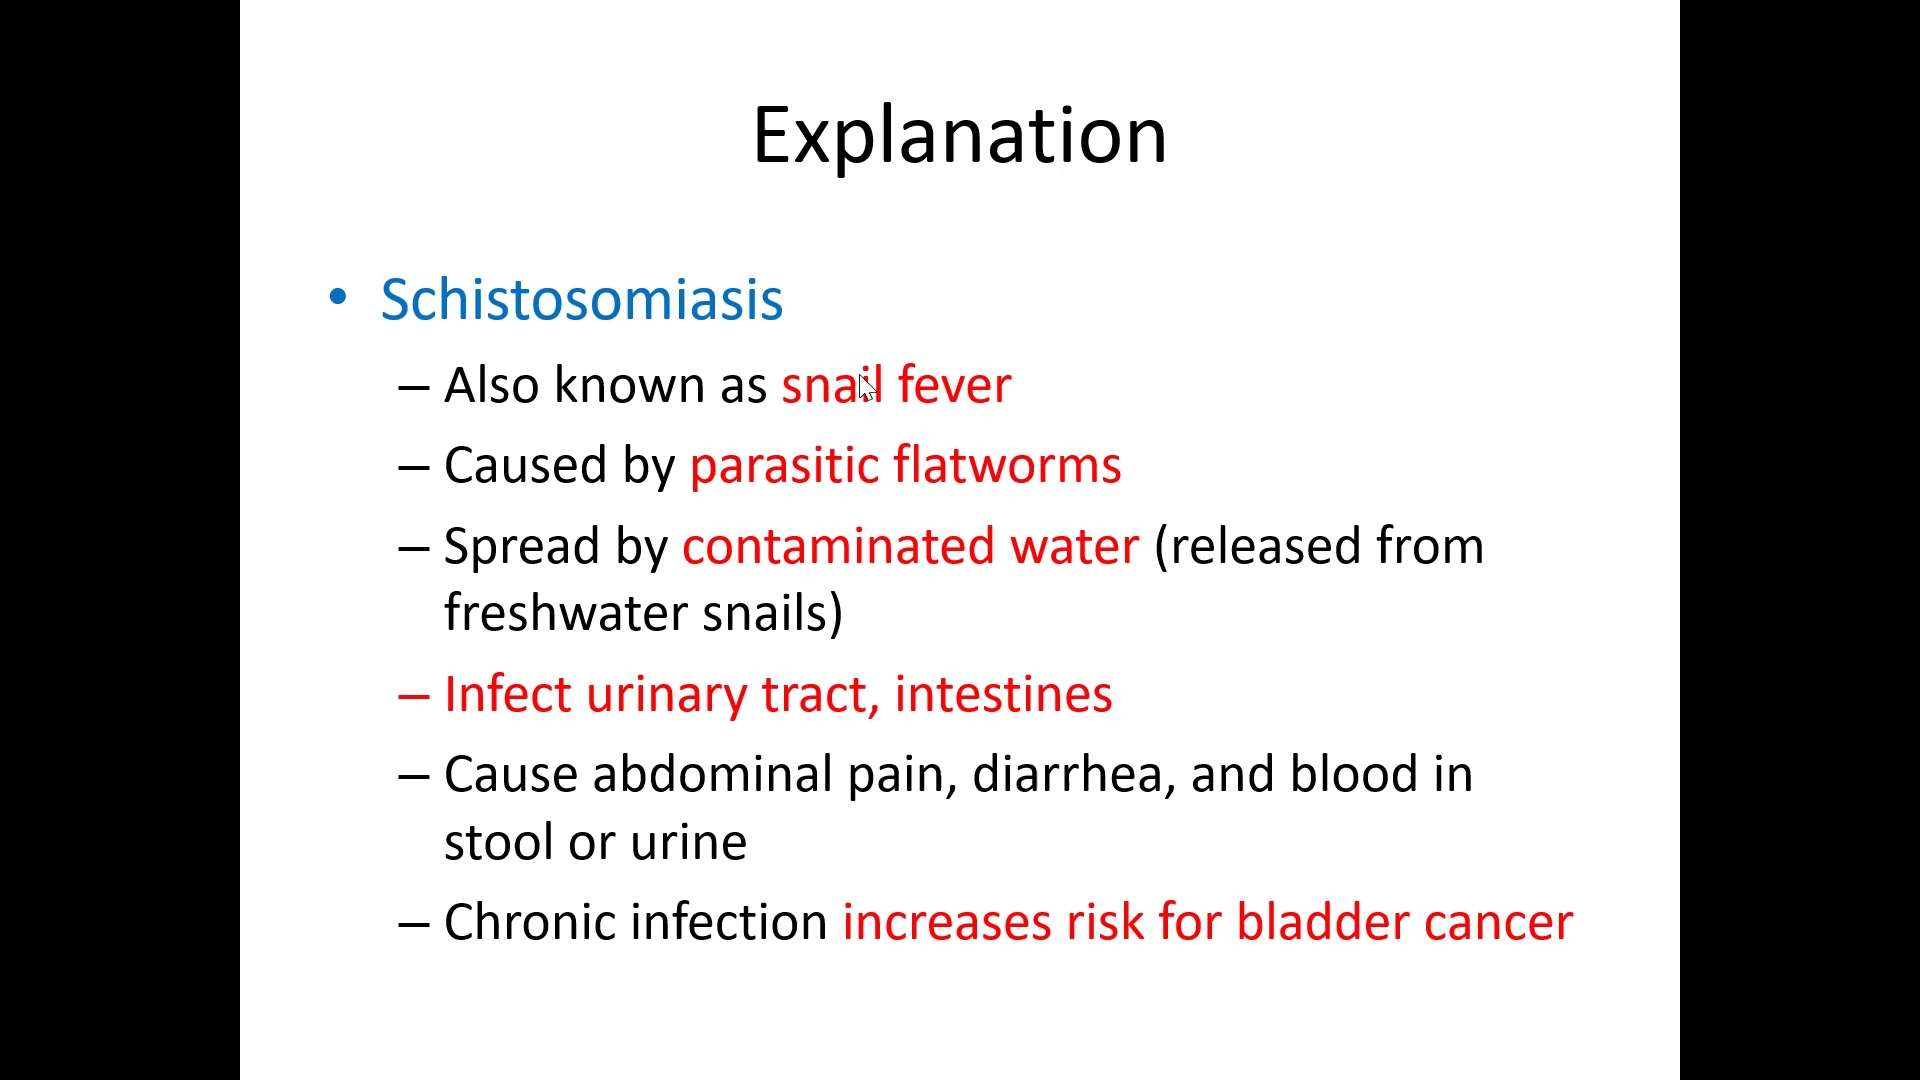 Explanation
• Schistosomiasis
– Also known as snail fever
– Caused by parasitic flatworms
– Spread by contaminated water (released from
freshwater snails)
– Infect urinary tract, intestines
– Cause abdominal pain, diarrhea, and blood in
stool or urine
– Chronic infection increases risk for bladder cancer